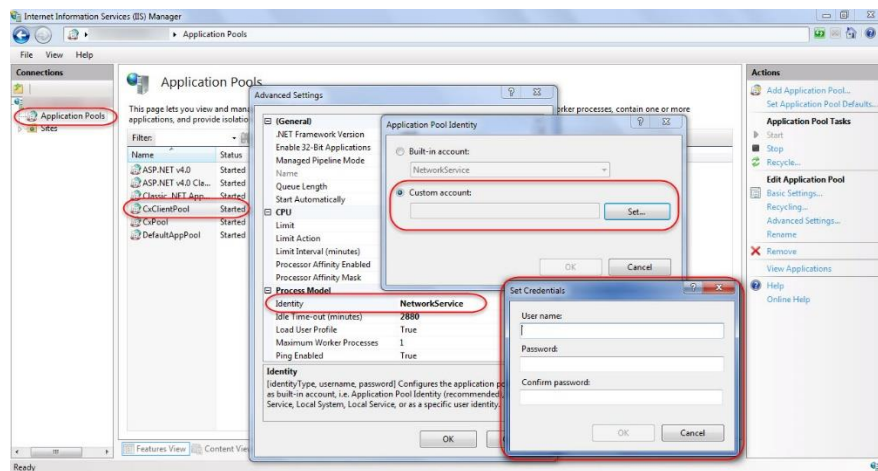 Internet Information Services (IIS) Manager
Application Pools
File View Help
Connections
Application Pools
Sites
Application Pools
This page lets you view and mana
applications, and provide isolatio
rker processes, contain one or more
Filter:
Name Status
ASP.NET v4.0 Started
ASP.NET v4.0 Cla... Started
Classic .NET App... Started
CxClientPool Started
CxPool Started
DefaultAppPool Started
Features View Content Vie
Ready
Advanced Settings
(General)
.NET Framework Version
Enable 32-Bit Applications
Managed Pipeline Mode
Name
Queue Length
Start Automatically
CPU
Limit
Limit Action
Limit Interval (minutes)
Processor Affinity Enabled
Processor Affinity Mask
Process Model
Identity NetworkService
Idle Time-out (minutes) 2880
Load User Profile True
Maximum Worker Processes 1
Ping Enabled True
Identity
[identityType, username, password] Configures the application po
as built-in account, i.e. Application Pool Identity (recommended),
Service, Local System, Local Service, or as a specific user identity.
OK
Application Pool Identity
Built-in account:
NetworkService
Custom account:
Set...
OK Cancel
Set Credentials
User name:
Password:
Confirm password:
OK Cancel
Actions
Add Application Pool...
Set Application Pool Defaults...
Application Pool Tasks
Start
Stop
Recycle...
Edit Application Pool
Basic Settings...
Recycling...
Advanced Settings...
Rename
Remove
View Applications
Help
Online Help